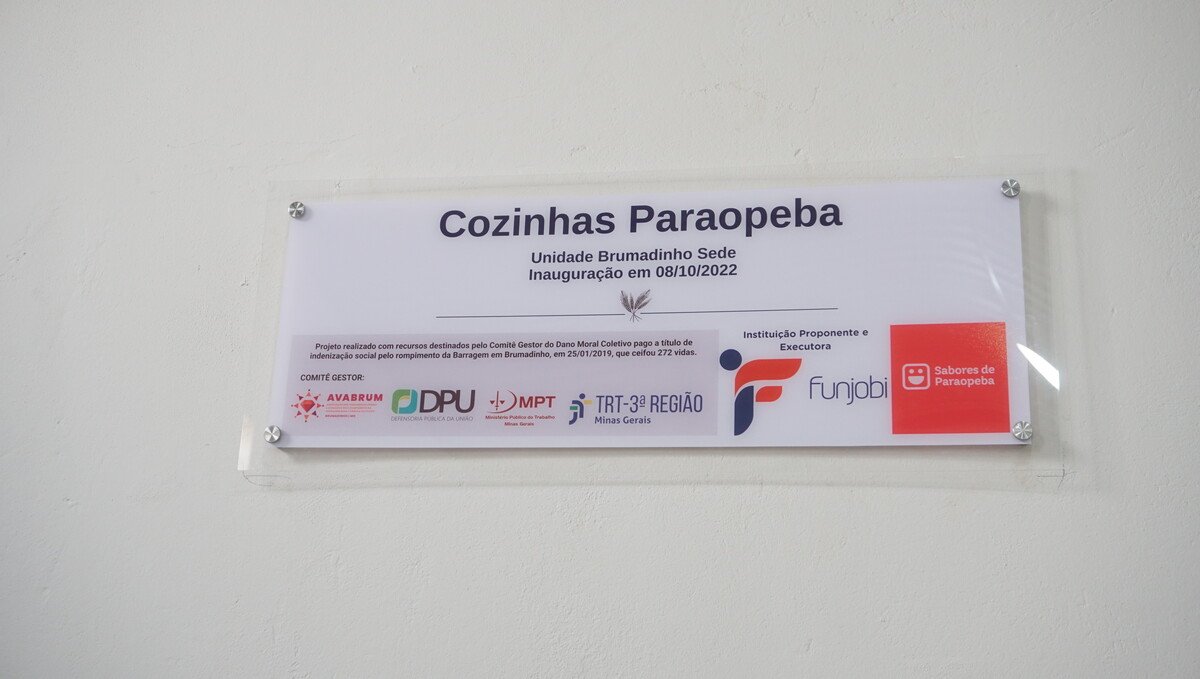 Cozinhas Paraopeba
Unidade Brumadinho Sede
Inauguração em 08/10/2022
Projeto realizado com recursos destinados pelo Comitê Gestor do Dano Moral Coletivo pago a título de
indenização social pelo rompimento da Barragem em Brumadinho, em 25/01/2019, que ceifou 272 vidas.
COMITÊ GESTOR:
AVABRUM
DPU
DEFENSORIA PÚBLICA DA UNIÃO
MPT
Ministério Público do Trabalho
Minas Gerais
TRT-3ª REGIÃO
Minas Gerais
Instituição Proponente e
Executora
Funjobi
Sabores de
Paraopeba